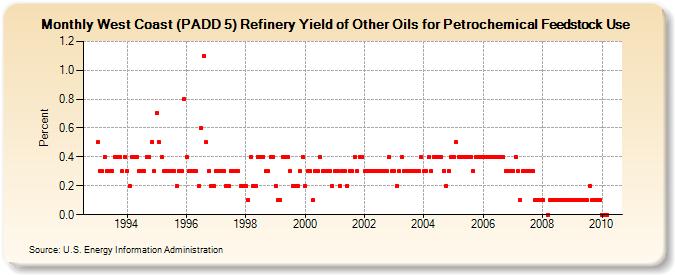 Monthly West Coast (PADD 5) Refinery Yield of Other Oils for Petrochemical Feedstock Use
Percent
1.2
1.0
0.8
0.6
0.4
0.2
0.0
1994 1996 1998 2000 2002 2004 2006 2008 2010
Source: U.S. Energy Information Administration